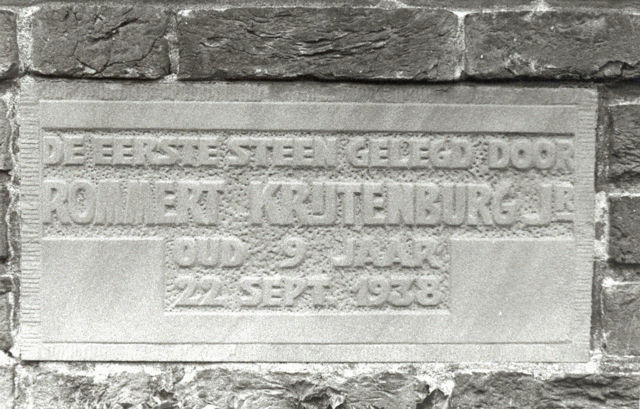 DE EERSTE STEEN GELEGD DOOR
ROMMERT KRIJTENBURG JR
OUD 9 JAAR
22 SEPT. 1938